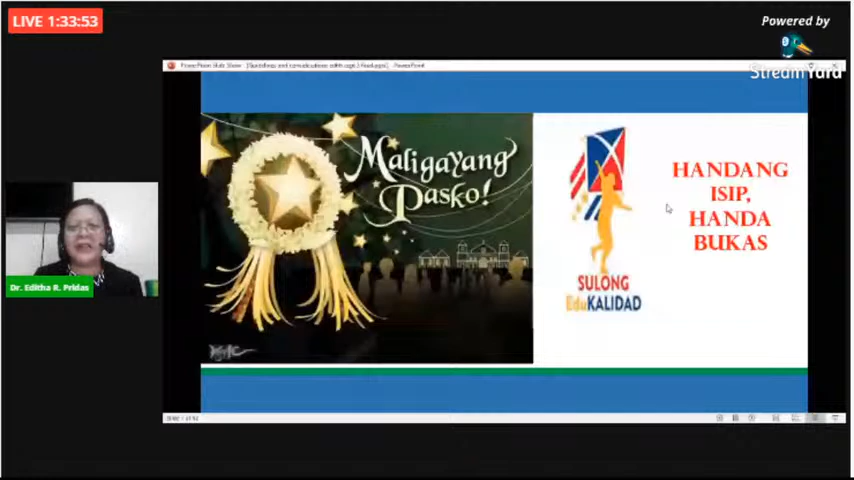 LIVE 1:33:53
Powered by
StreamYard
Maligayang
Pasko!
HANDANG
ISIP,
HANDA
BUKAS
SULONG
EduKALIDAD
Dr. Editha R. Pridas